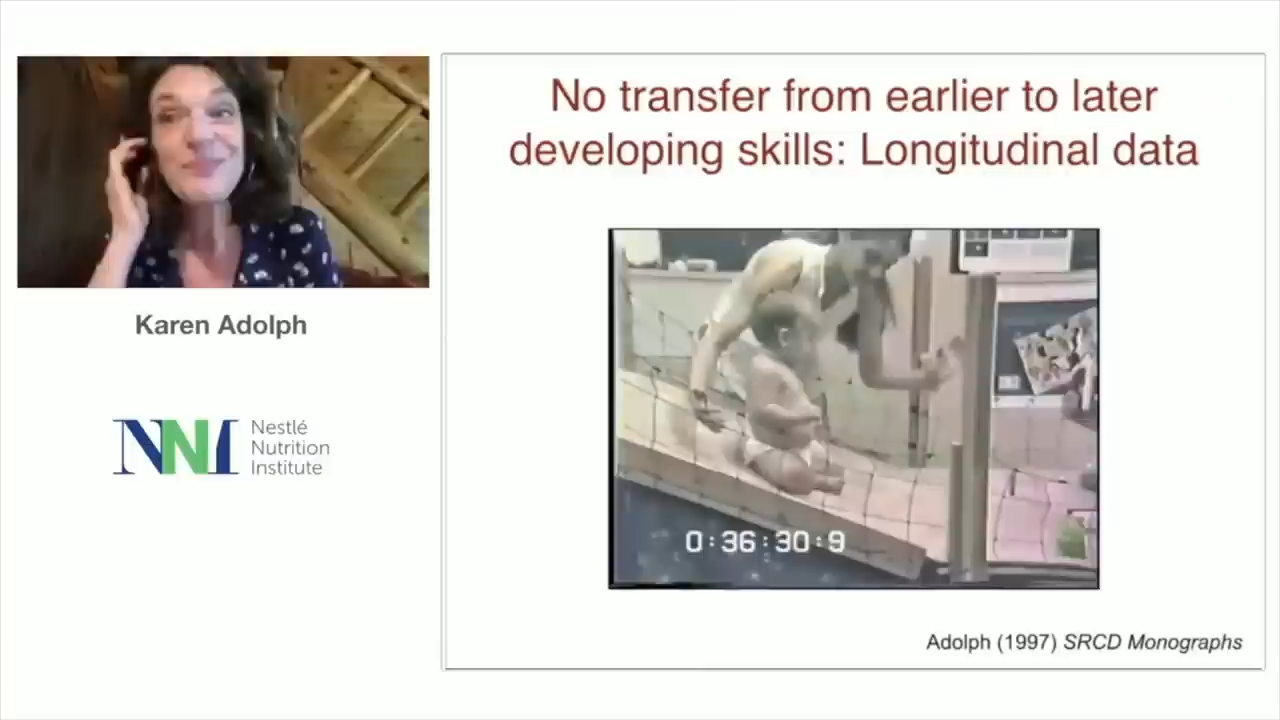 No transfer from earlier to later
developing skills: Longitudinal data
Karen Adolph
NNI
Nestlé
Nutrition
Institute
0:36:30:9
Adolph (1997) SRCD Monographs